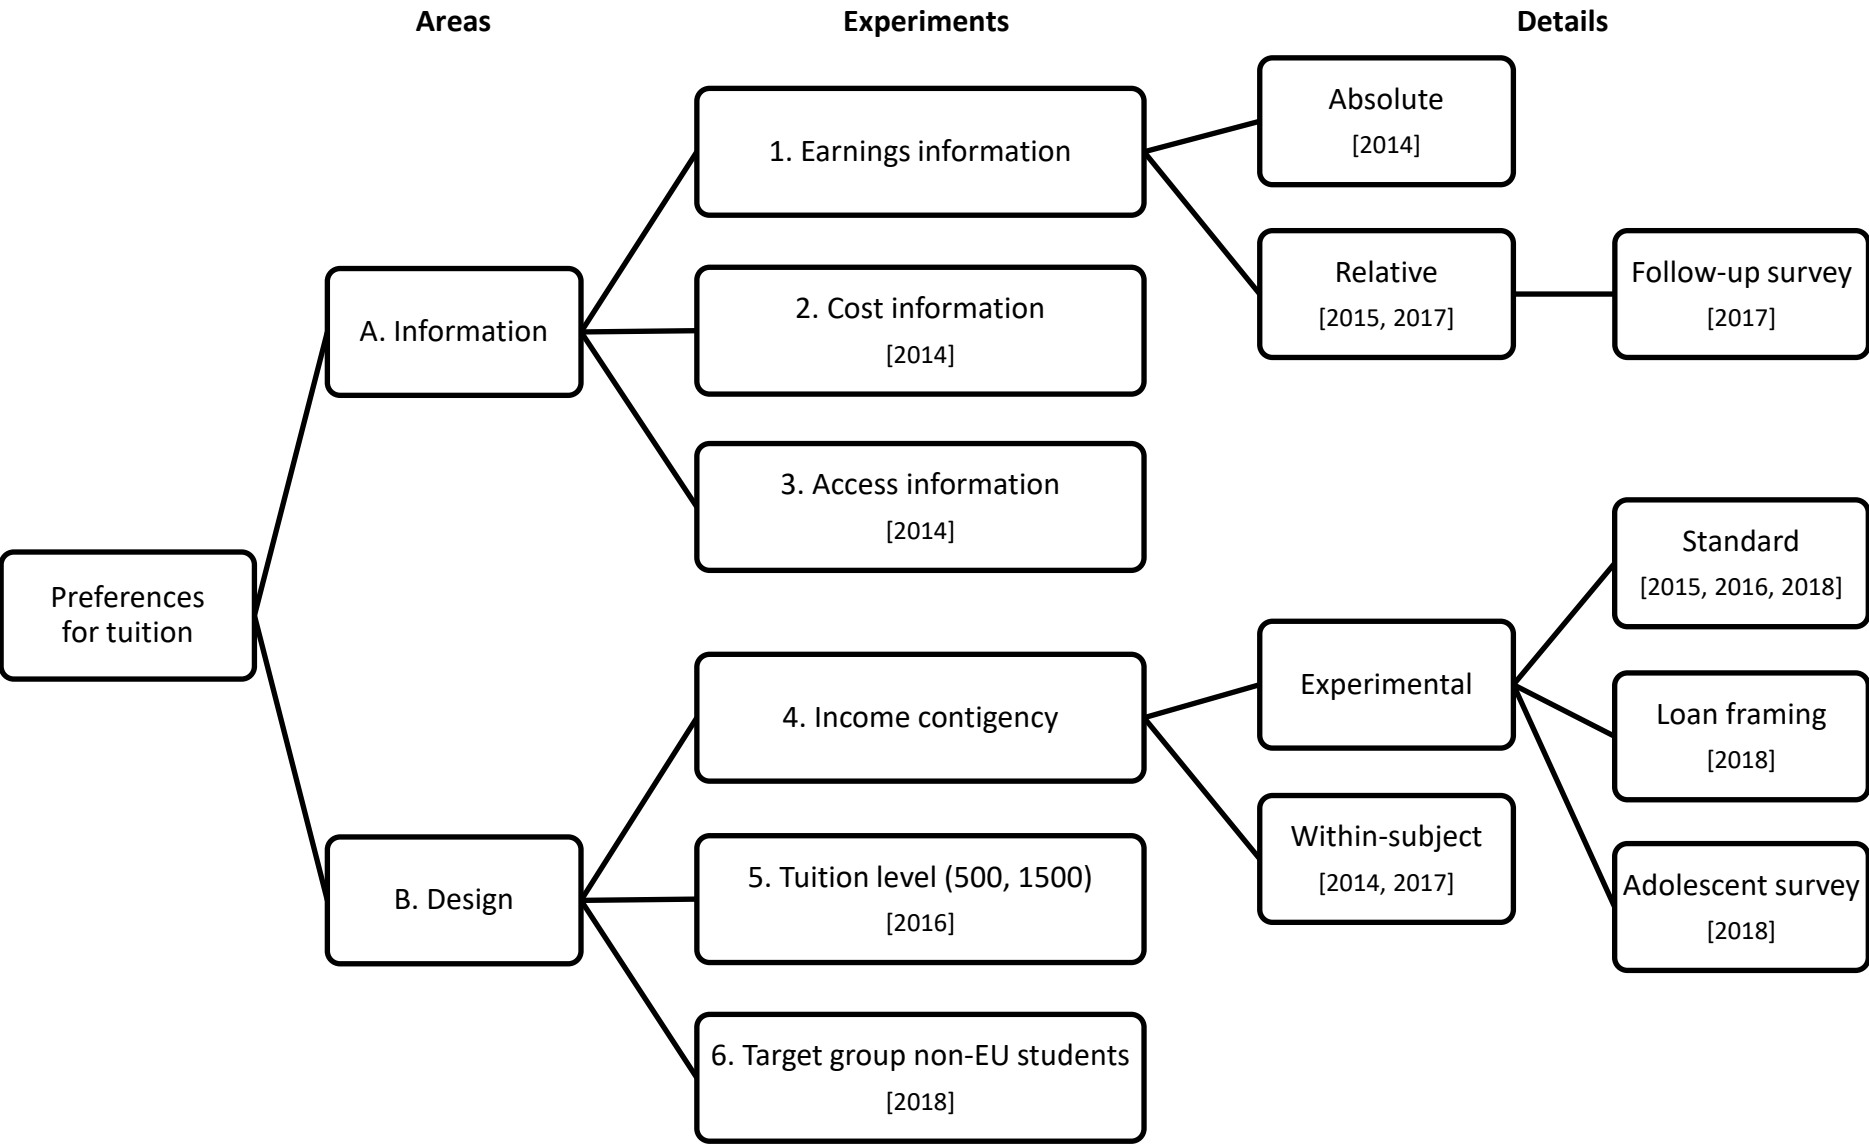 Areas
Experiments
Details
Preferences
for tuition
A. Information
1. Earnings information
Absolute
[2014]
Relative
[2015, 2017]
Follow-up survey
[2017]
2. Cost information
[2014]
3. Access information
[2014]
B. Design
4. Income contigency
Experimental
Standard
[2015, 2016, 2018]
Loan framing
[2018]
Adolescent survey
[2018]
Within-subject
[2014, 2017]
5. Tuition level (500, 1500)
[2016]
6. Target group non-EU students
[2018]